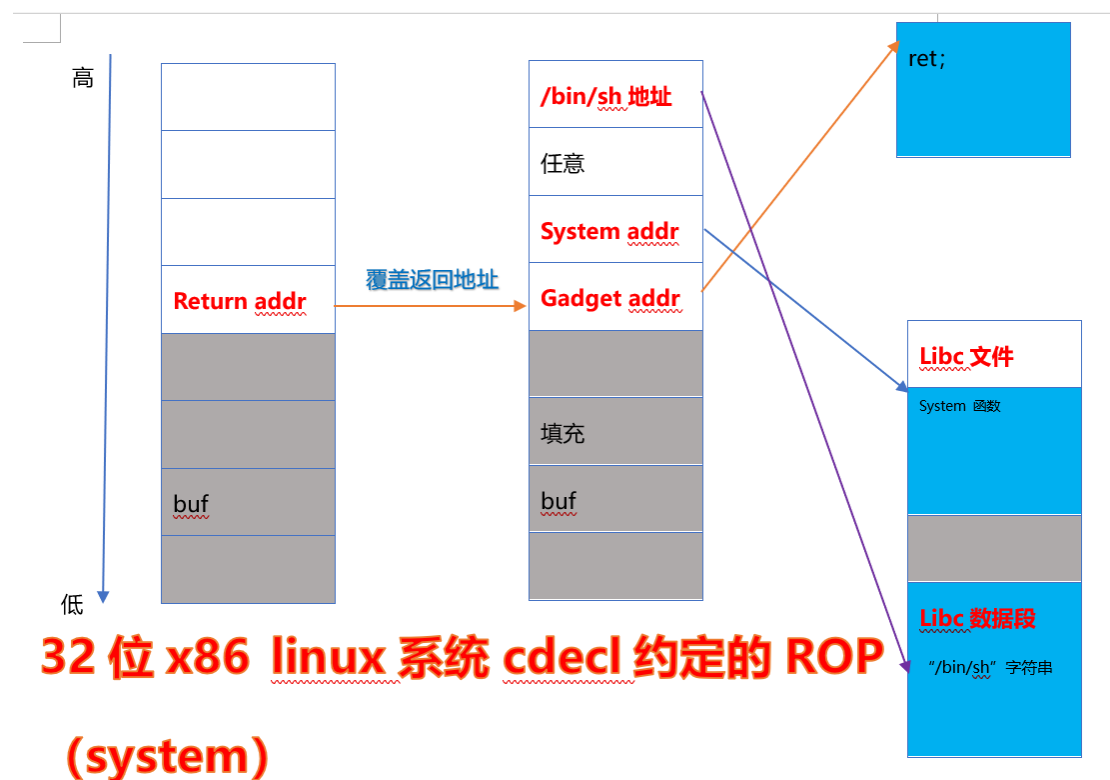 高
Return addr
buf
低
覆盖返回地址
/bin/sh 地址
任意
System addr
Gadget addr
填充
buf
ret；
Libc 文件
System 函数
Libc 数据段
“/bin/sh”字符串
32 位 x86 linux 系统 cdecl 约定的 ROP
（system）